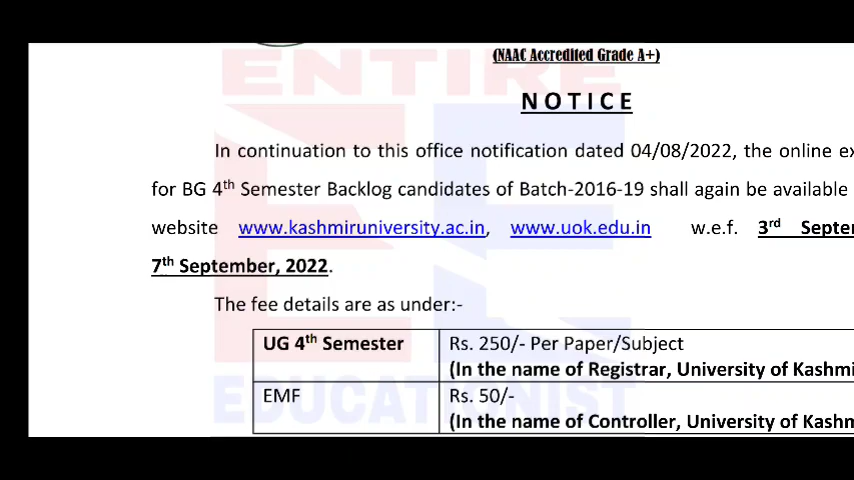 (NAAC Accredited Grade A+)
NOTICE
In continuation to this office notification dated 04/08/2022, the online
for BG 4th Semester Backlog candidates of Batch-2016-19 shall again be available
website www.kashmiruniversity.ac.in, www.uok.edu.in w.e.f. 3rd
7th September, 2022.
The fee details are as under:-
UG 4th Semester Rs. 250/- Per Paper/Subject
(In the name of Registrar, University of Kashmi
EMF Rs. 50/-
(In the name of Controller, University of Kashm
ENTIRE
EE
EDUCATIONIST